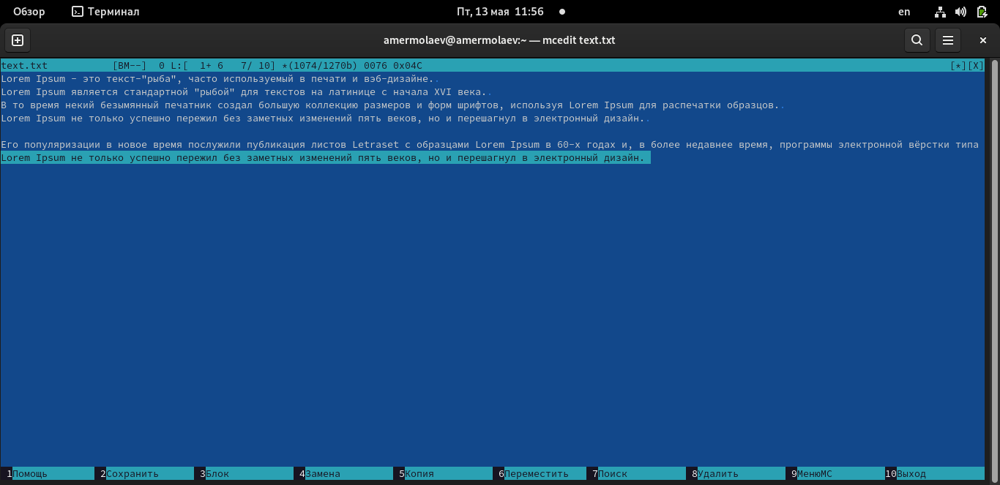 Обзор Терминал Пт, 13 мая 11:56 en
amermolaev@amermolaev:~ — mcedit text.txt
text.txt [BM--] 0 L:[ 1+ 6 7/ 10] *(1074/1270b) 0076 0x04C [*][X]
Lorem Ipsum - это текст-"рыба", часто используемый в печати и вэб-дизайне..
Lorem Ipsum является стандартной "рыбой" для текстов на латинице с начала XVI века..
В то время некий безымянный печатник создал большую коллекцию размеров и форм шрифтов, используя Lorem Ipsum для распечатки образцов..
Lorem Ipsum не только успешно пережил без заметных изменений пять веков, но и перешагнул в электронный дизайн..
Его популяризации в новое время послужили публикация листов Letraset с образцами Lorem Ipsum в 60-х годах и, в более недавнее время, программы электронной вёрстки типа
Lorem Ipsum не только успешно пережил без заметных изменений пять веков, но и перешагнул в электронный дизайн.
1Помощь 2Сохранить 3Блок 4Замена 5Копия 6Переместить 7Поиск 8Удалить 9МенюМС 10Выход